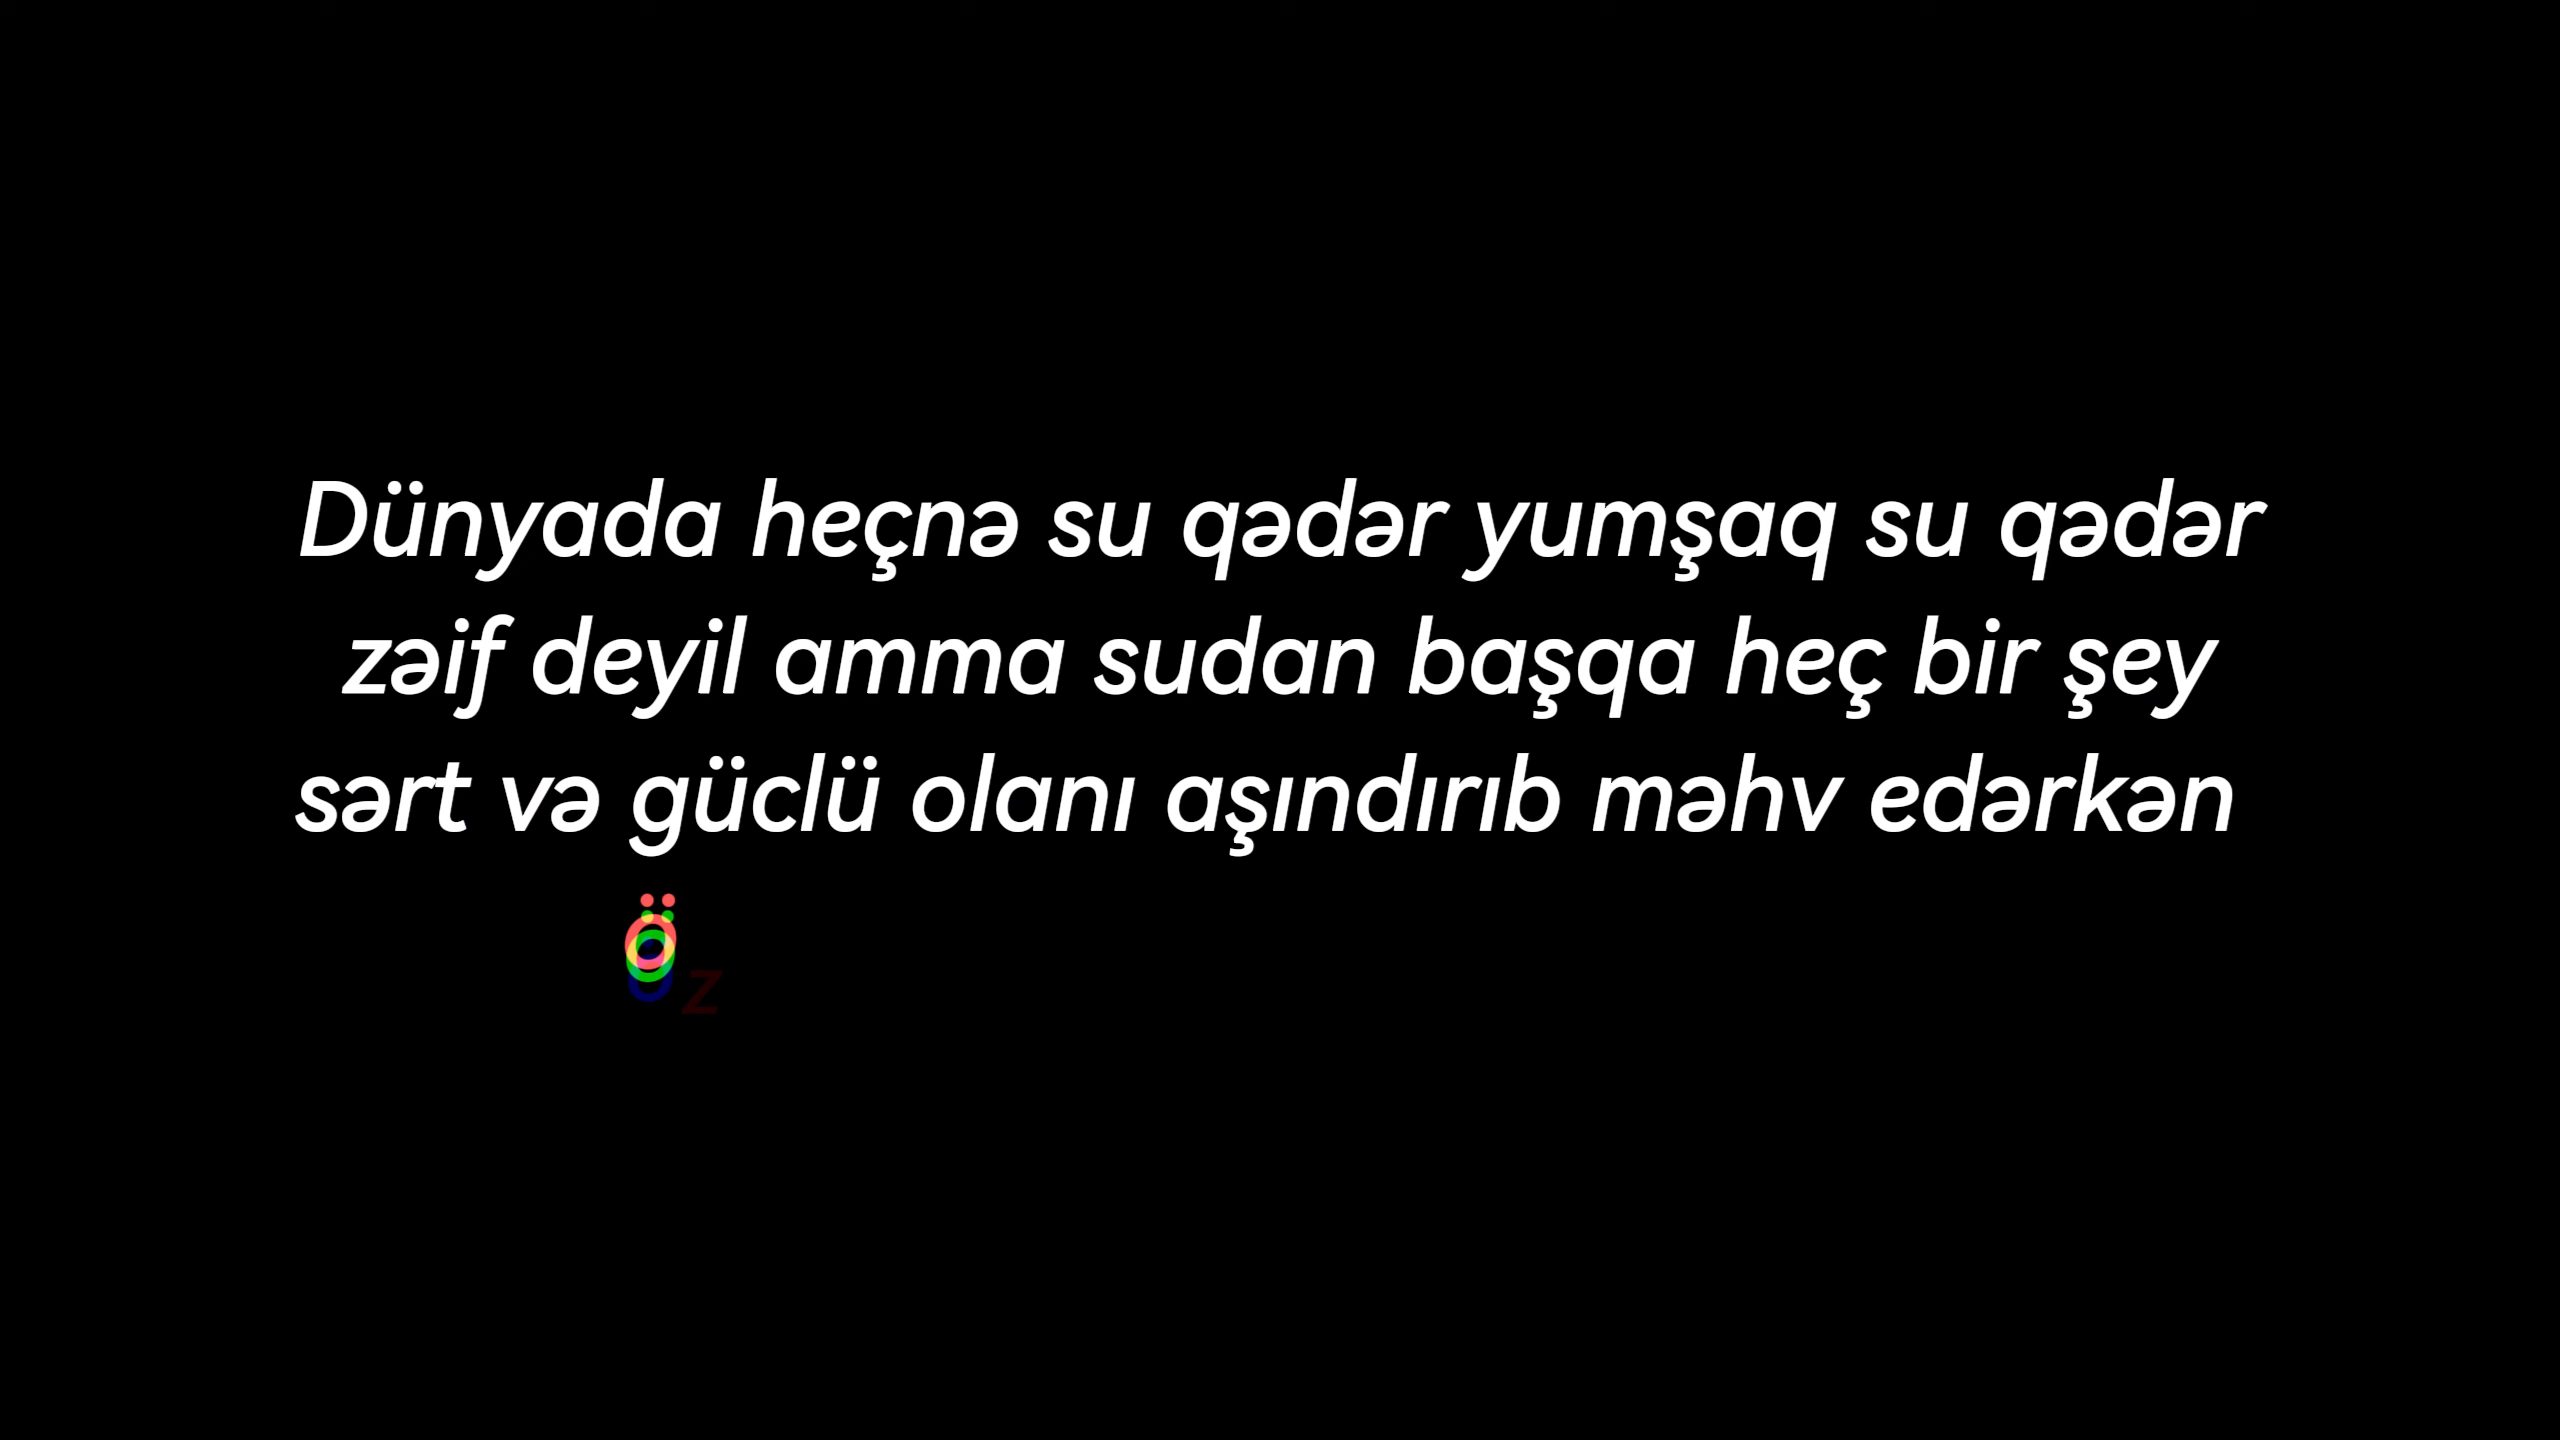 Dünyada heçnə su qədər yumşaq su qədər
zəif deyil amma sudan başqa heç bir şey
sərt və güclü olanı aşındırıb məhv edərkən
öz